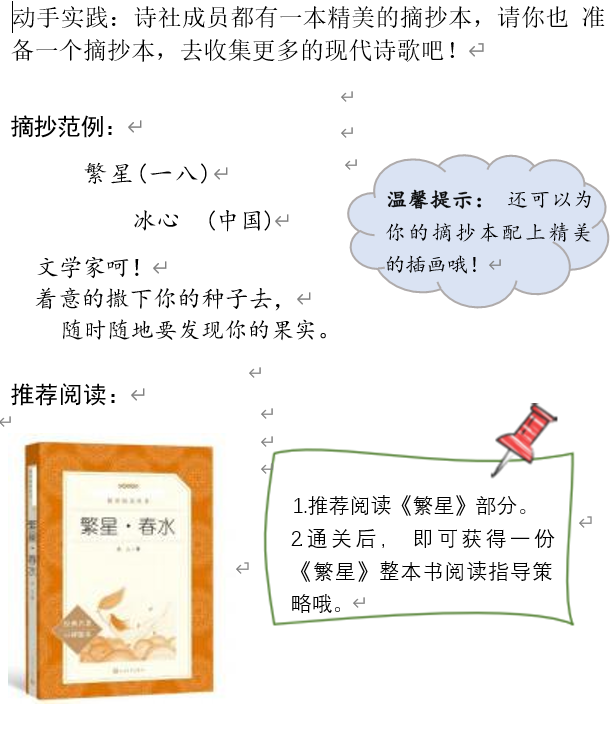 动手实践：诗社成员都有一本精美的摘抄本，请你也 准
备一个摘抄本，去收集更多的现代诗歌吧！
摘抄范例：
繁星(一八)
冰心 (中国)
文学家呵！
着意的撒下你的种子去，
随时随地要发现你的果实。
温馨提示： 还可以为
你的摘抄本配上精美
的插画哦！
推荐阅读：
繁星·春水
繁星·春水
1.推荐阅读《繁星》部分。
2通关后， 即可获得一份
《繁星》整本书阅读指导策
略哦。